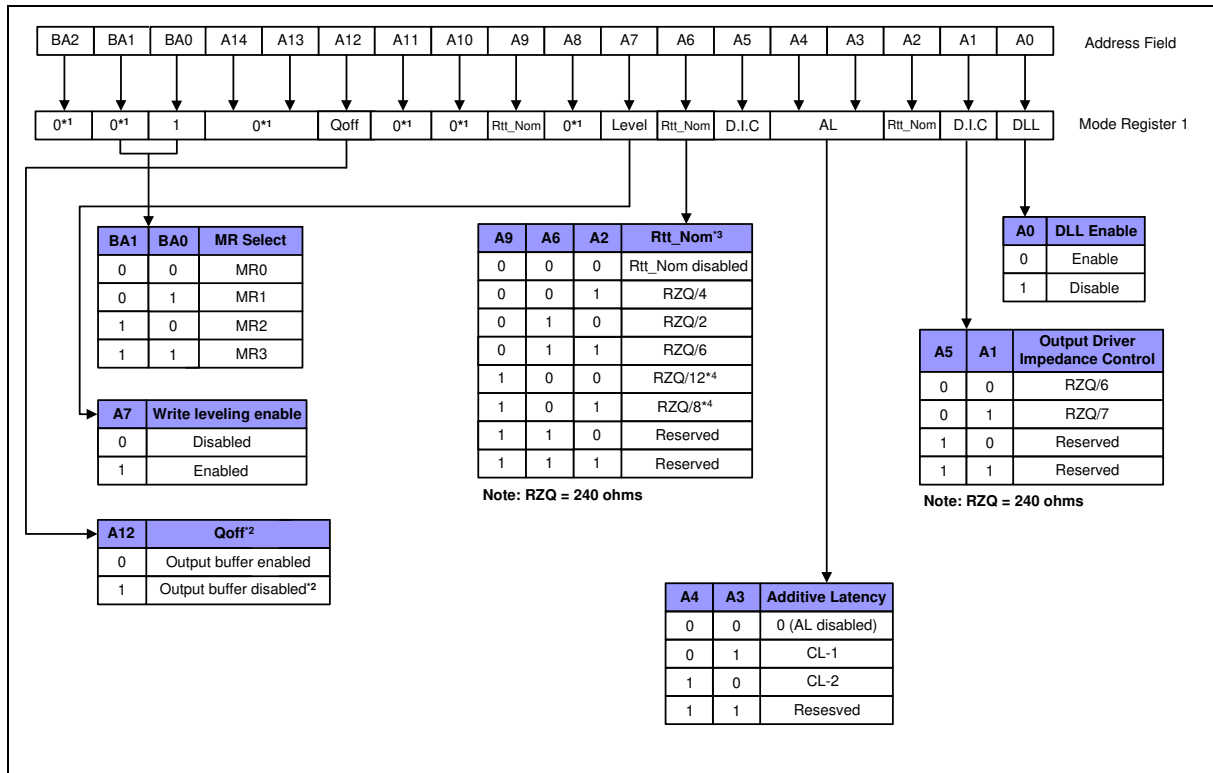 BA2 BA1 BA0 A14 A13 A12 A11 A10 A9 A8 A7 A6 A5 A4 A3 A2 A1 A0 Address Field
0*1 0*1 1 0*1 Qoff 0*1 0*1 Rtt_Nom 0*1 Level Rtt_Nom D.I.C AL Rtt_Nom D.I.C DLL Mode Register 1
BA1 BA0 MR Select
0 0 MR0
0 1 MR1
1 0 MR2
1 1 MR3
A7 Write leveling enable
0 Disabled
1 Enabled
A12 Qoff*2
0 Output buffer enabled
1 Output buffer disabled*2
A9 A6 A2 Rtt_Nom*3
0 0 0 Rtt_Nom disabled
0 0 1 RZQ/4
0 1 0 RZQ/2
0 1 1 RZQ/6
1 0 0 RZQ/12*4
1 0 1 RZQ/8*4
1 1 0 Reserved
1 1 1 Reserved
Note: RZQ = 240 ohms
A4 A3 Additive Latency
0 0 0 (AL disabled)
0 1 CL-1
1 0 CL-2
1 1 Resesved
A0 DLL Enable
0 Enable
1 Disable
A5 A1 Output Driver
Impedance Control
0 0 RZQ/6
0 1 RZQ/7
1 0 Reserved
1 1 Reserved
Note: RZQ = 240 ohms